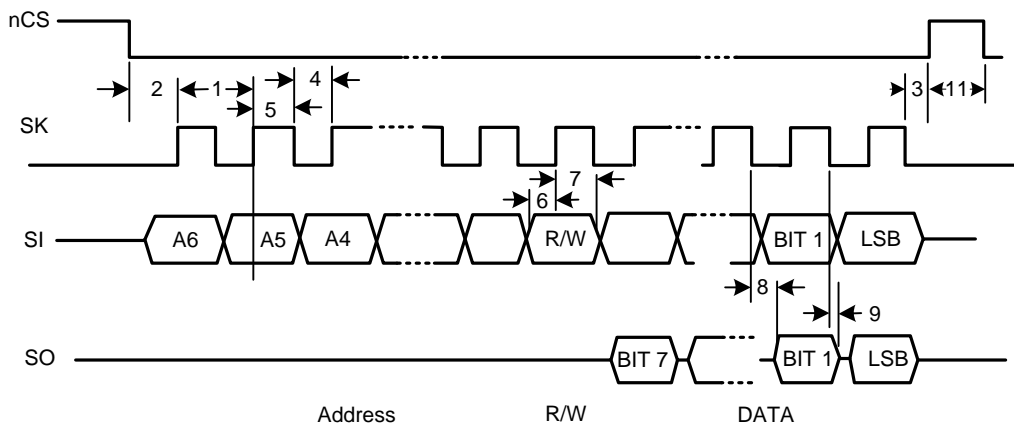 nCS
2 1 4 3 11
5
SK
7
6
SI A6 A5 A4 R/W BIT 1 LSB
8
9
SO BIT 7 BIT 1 LSB
Address R/W DATA